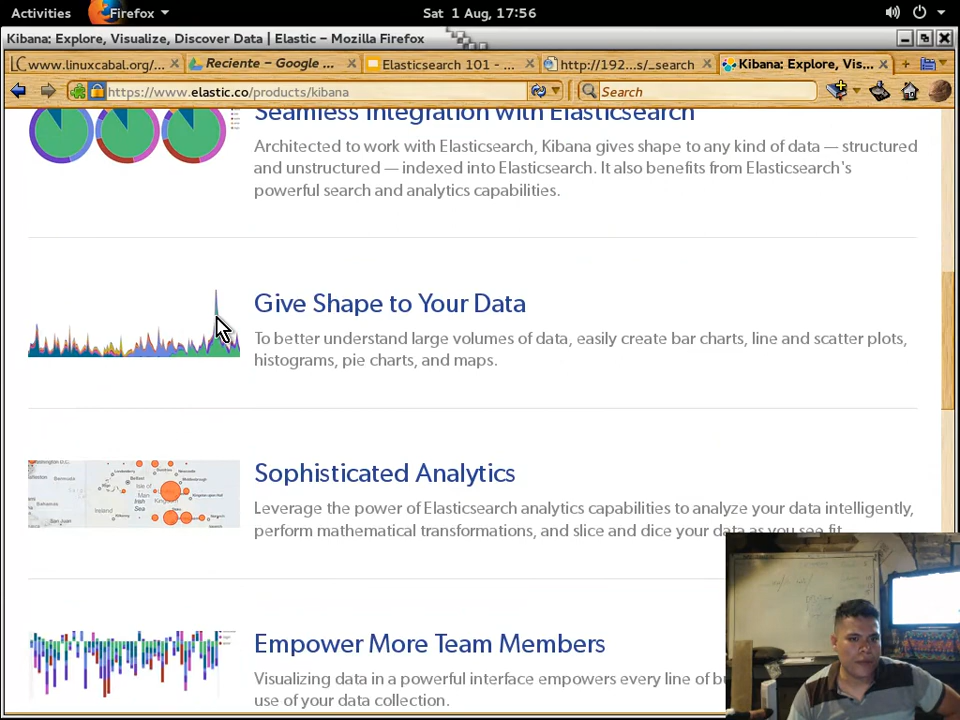 Activities
Firefox
Sat 1 Aug, 17:56
Kibana: Explore, Visualize, Discover Data | Elastic – Mozilla Firefox
www.linuxcabal.org/...
Reciente – Google ...
Elasticsearch 101 - ...
http://192...s/_search
Kibana: Explore, Vis...
https://www.elastic.co/products/kibana
Search
Seamless Integration with Elasticsearch
Architected to work with Elasticsearch, Kibana gives shape to any kind of data — structured
and unstructured — indexed into Elasticsearch. It also benefits from Elasticsearch's
powerful search and analytics capabilities.
Give Shape to Your Data
To better understand large volumes of data, easily create bar charts, line and scatter plots,
histograms, pie charts, and maps.
Sophisticated Analytics
Leverage the power of Elasticsearch analytics capabilities to analyze your data intelligently,
perform mathematical transformations, and slice and dice your data as you see fit
Empower More Team Members
Visualizing data in a powerful interface empowers every line of
use of your data collection.